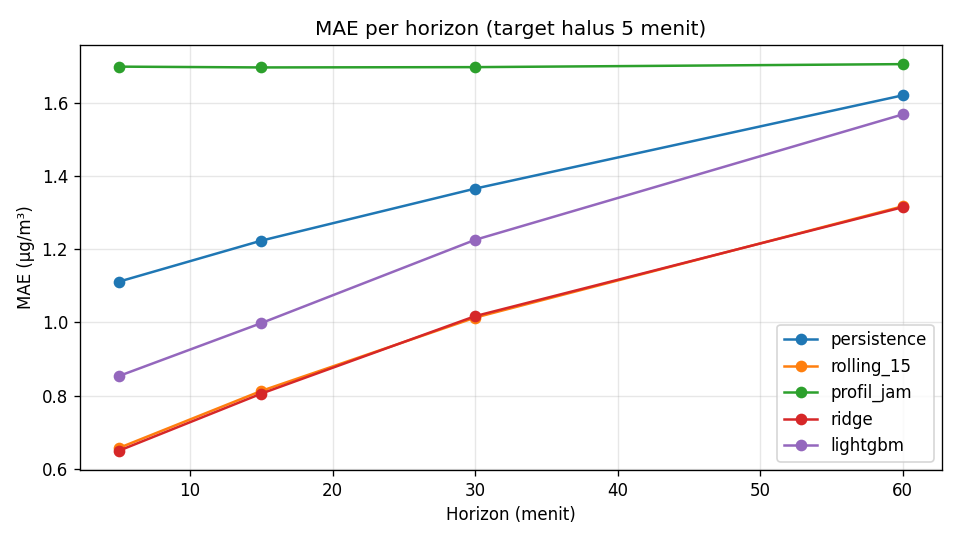 MAE per horizon (target halus 5 menit)
MAE (µg/m³)
1.6
1.4
1.2
1.0
0.8
0.6
10 20 30 40 50 60
Horizon (menit)
persistence
rolling_15
profil_jam
ridge
lightgbm